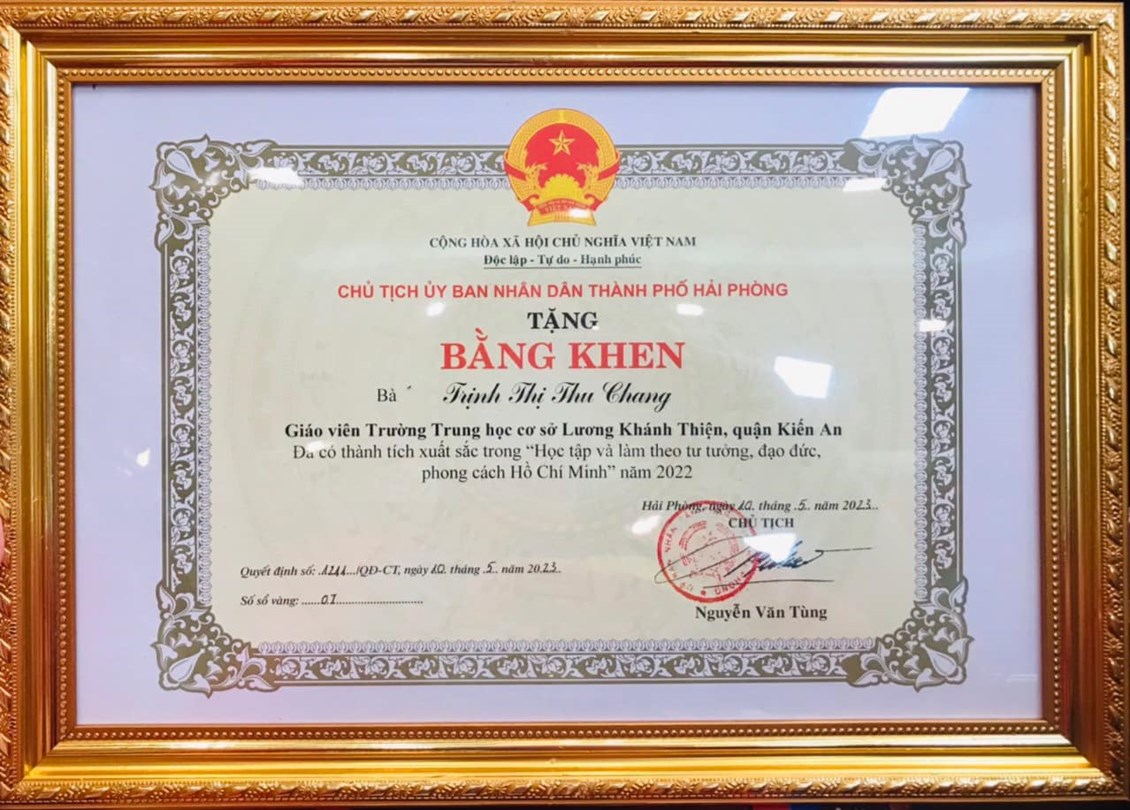 CỘNG HÒA XÃ HỘI CHỦ NGHĨA VIỆT NAM
Độc lập - Tự do - Hạnh phúc
CHỦ TỊCH ỦY BAN NHÂN DÂN THÀNH PHỐ HẢI PHÒNG
TẶNG
BẰNG KHEN
Bà Trịnh Thị Thu Chang
Giáo viên Trường Trung học cơ sở Lương Khánh Thiện, quận Kiến An
Đã có thành tích xuất sắc trong “Học tập và làm theo tư tưởng, đạo đức,
phong cách Hồ Chí Minh” năm 2022
Hải Phòng, ngày 10. tháng .5.. năm 2023..
CHỦ TỊCH
Quyết định số: .1244.../QĐ-CT, ngày 10. tháng .5.. năm 2023..
Số sổ vàng: ......07............................
Nguyễn Văn Tùng